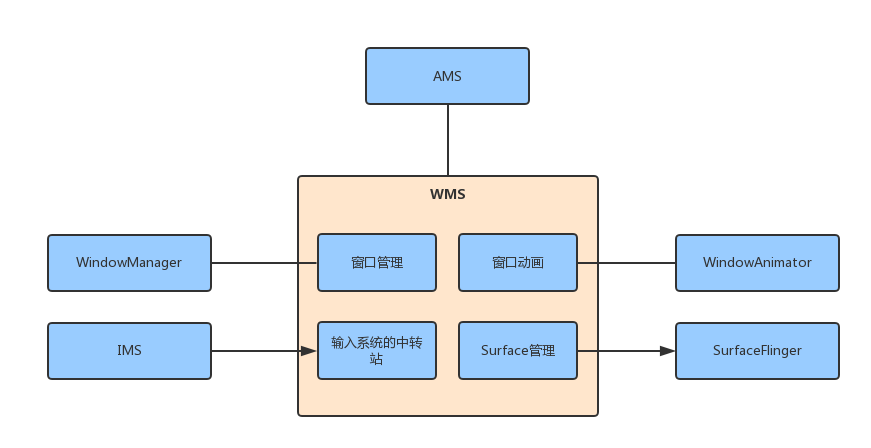 AMS
WMS
WindowManager
窗口管理
窗口动画
WindowAnimator
IMS
输入系统的中转
站
Surface管理
SurfaceFlinger